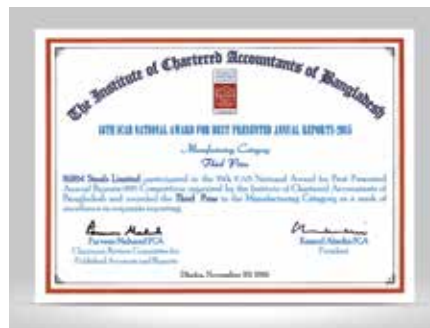 The Institute of Chartered Accountants of Bangladesh
16TH ICAB NATIONAL AWARD FOR BEST PRESENTED ANNUAL REPORTS-2015
Manufacturing Category
Third Prize
Steels Limited participated in the 16th ICAB National Award for Best Presented
Annual Reports-2015 Competition organized by the Institute of Chartered Accountants of
Bangladesh and awarded the Third Prize in the Manufacturing Category as a mark of
excellence in corporate reporting.
Parveen Mahmud FCA
Chairman Review Committee for
Published Accounts and Reports
FCA
President
Dhaka, November